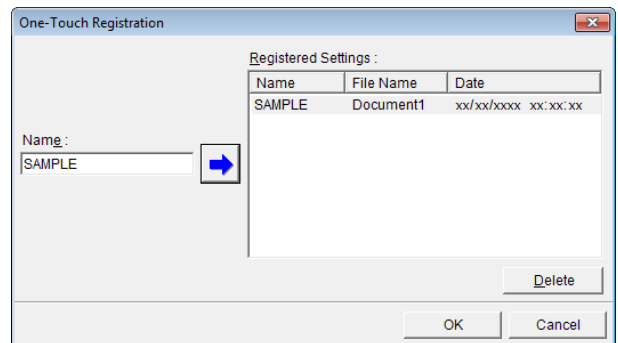 One-Touch Registration
Registered Settings :
Name File Name Date
SAMPLE Document1 xx/xx/xxxx xx:xx:xx
Name :
SAMPLE
Delete
OK Cancel